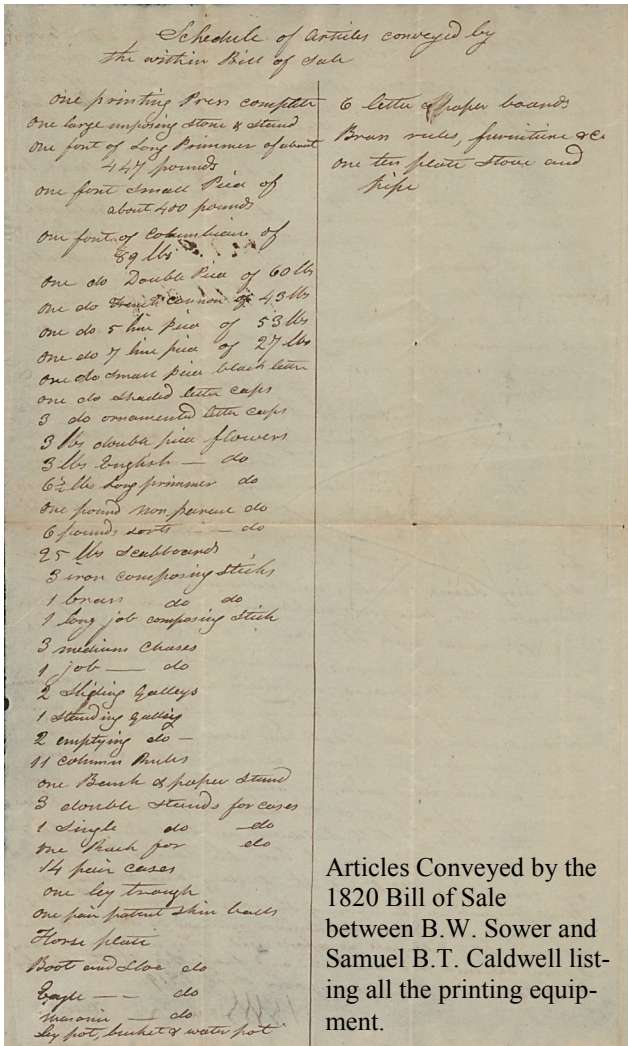 Schedule of Articles conveyed by
the within Bill of Sale
one printing Press complete
One large imposing Stone & Stand
One font of Long Primmer of about
447 pounds
one font Small Pica of
about 400 pounds
one font of Columbian of
89 lbs
One do Double Pica of 60 lbs
One do French Cannon of 43 lbs
One do 5 line Pica of 53 lbs
One do 7 line pica of 27 lbs
one do small pica black letter
one do Shaded letter caps
3 do ornamented letter caps
3 lbs double pica flowers
3 lbs English — do
6½ lbs Long primmer do
One pound non pareil do
6 pounds sorts — do
25 lbs Scabboards
3 iron composing Sticks
1 brass do do
1 long job composing Stick
3 medium Chases
1 job — do
2 Sliding Galleys
1 Standing galley
2 emptying do —
11 column Rules
one Bank & paper Stand
3 double Stands for cases
1 Single do — do
One Rack for do
14 pair cases
one ley trough
one pair patent Skin balls
Horse plate
Boot and Shoe do
Eagle — — do
Masonic — do
Ley pot, bucket & water pot
6 letter & paper boards
Brass rules, furniture &c
one ten plate Stove and
pipe
Articles Conveyed by the
1820 Bill of Sale
between B.W. Sower and
Samuel B.T. Caldwell list-
ing all the printing equip-
ment.